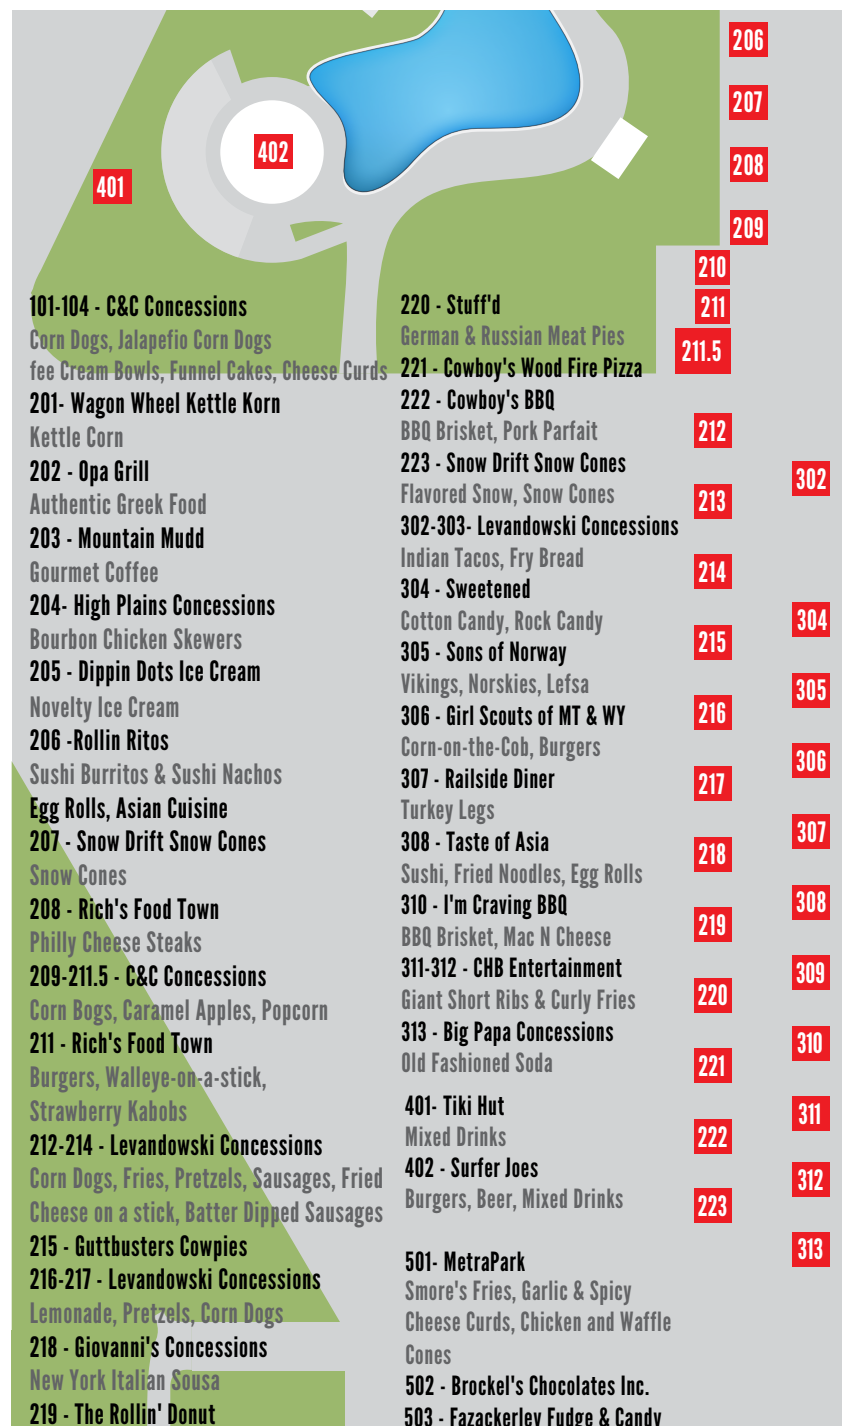 206
207
402
208
401
209
210
211
211.5
212
302
213
214
304
215
305
216
306
217
307
218
308
219
309
220
310
221
311
222
312
223
313
101-104 - C&C Concessions
Corn Dogs, Jalapefio Corn Dogs
fee Cream Bowls, Funnel Cakes, Cheese Curds
201- Wagon Wheel Kettle Korn
Kettle Corn
202 - Opa Grill
Authentic Greek Food
203 - Mountain Mudd
Gourmet Coffee
204- High Plains Concessions
Bourbon Chicken Skewers
205 - Dippin Dots Ice Cream
Novelty Ice Cream
206 -Rollin Ritos
Sushi Burritos & Sushi Nachos
Egg Rolls, Asian Cuisine
207 - Snow Drift Snow Cones
Snow Cones
208 - Rich's Food Town
Philly Cheese Steaks
209-211.5 - C&C Concessions
Corn Bogs, Caramel Apples, Popcorn
211 - Rich's Food Town
Burgers, Walleye-on-a-stick,
Strawberry Kabobs
212-214 - Levandowski Concessions
Corn Dogs, Fries, Pretzels, Sausages, Fried
Cheese on a stick, Batter Dipped Sausages
215 - Guttbusters Cowpies
216-217 - Levandowski Concessions
Lemonade, Pretzels, Corn Dogs
218 - Giovanni's Concessions
New York Italian Sousa
219 - The Rollin' Donut
220 - Stuff'd
German & Russian Meat Pies
221 - Cowboy's Wood Fire Pizza
222 - Cowboy's BBQ
BBQ Brisket, Pork Parfait
223 - Snow Drift Snow Cones
Flavored Snow, Snow Cones
302-303- Levandowski Concessions
Indian Tacos, Fry Bread
304 - Sweetened
Cotton Candy, Rock Candy
305 - Sons of Norway
Vikings, Norskies, Lefsa
306 - Girl Scouts of MT & WY
Corn-on-the-Cob, Burgers
307 - Railside Diner
Turkey Legs
308 - Taste of Asia
Sushi, Fried Noodles, Egg Rolls
310 - I'm Craving BBQ
BBQ Brisket, Mac N Cheese
311-312 - CHB Entertainment
Giant Short Ribs & Curly Fries
313 - Big Papa Concessions
Old Fashioned Soda
401- Tiki Hut
Mixed Drinks
402 - Surfer Joes
Burgers, Beer, Mixed Drinks
501- MetraPark
Smore's Fries, Garlic & Spicy
Cheese Curds, Chicken and Waffle
Cones
502 - Brockel's Chocolates Inc.
503 - Fazackerley Fudge & Candy